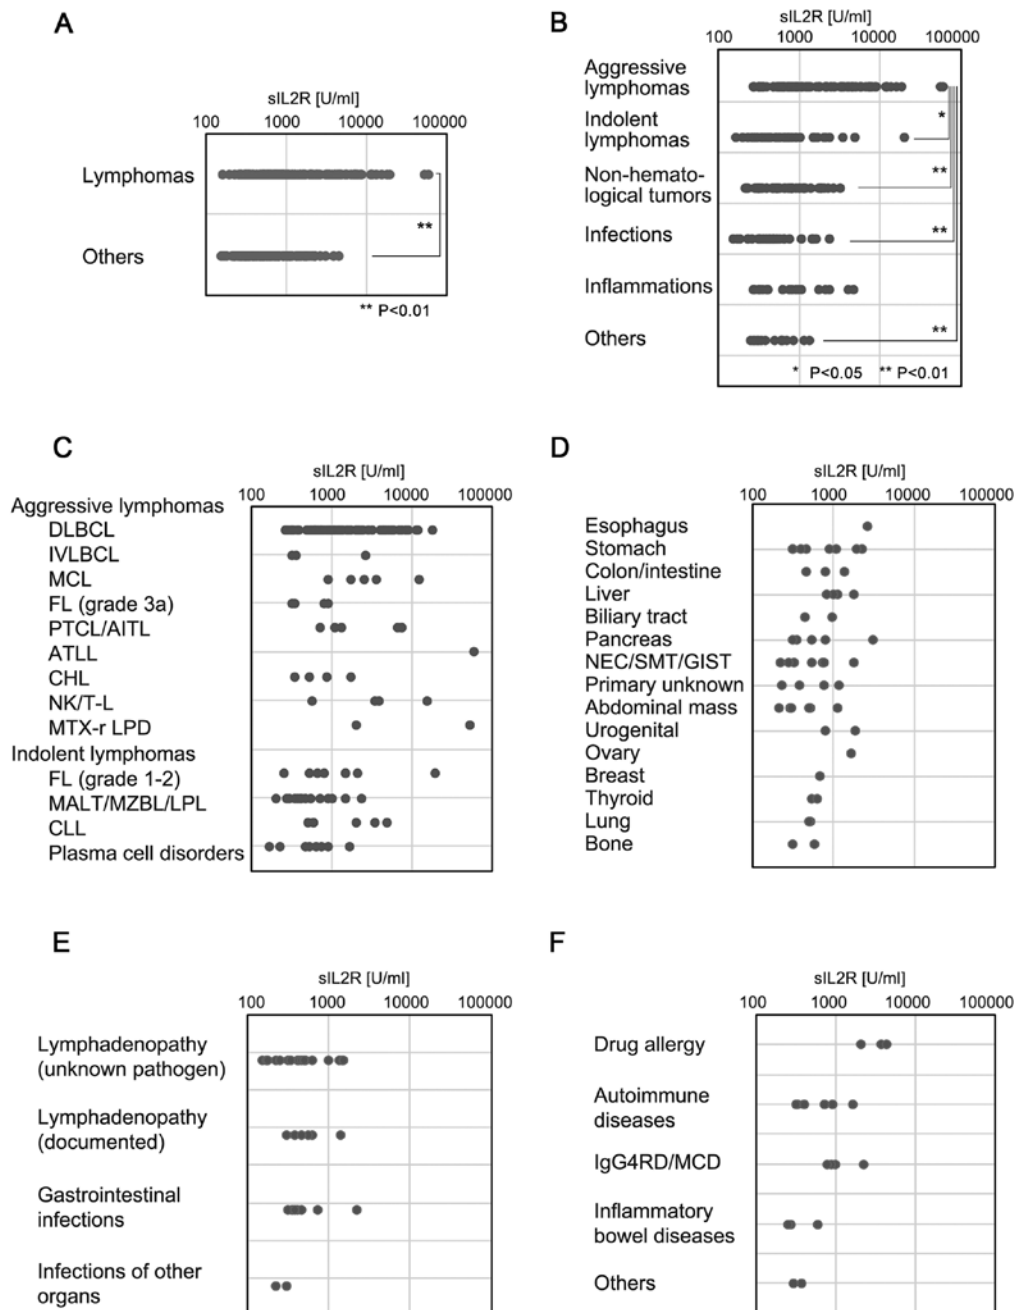 A
sIL2R [U/ml]
100 1000 10000 100000
Lymphomas
**
Others
** P<0.01
B
sIL2R [U/ml]
100 1000 10000 100000
Aggressive
lymphomas
*
Indolent
lymphomas
**
Non-hemato-
logical tumors
**
Infections
Inflammations
**
Others
* P<0.05 ** P<0.01
C
sIL2R [U/ml]
100 1000 10000 100000
Aggressive lymphomas
DLBCL
IVLBCL
MCL
FL (grade 3a)
PTCL/AITL
ATLL
CHL
NK/T-L
MTX-r LPD
Indolent lymphomas
FL (grade 1-2)
MALT/MZBL/LPL
CLL
Plasma cell disorders
D
sIL2R [U/ml]
100 1000 10000 100000
Esophagus
Stomach
Colon/intestine
Liver
Biliary tract
Pancreas
NEC/SMT/GIST
Primary unknown
Abdominal mass
Urogenital
Ovary
Breast
Thyroid
Lung
Bone
E
sIL2R [U/ml]
100 1000 10000 100000
Lymphadenopathy
(unknown pathogen)
Lymphadenopathy
(documented)
Gastrointestinal
infections
Infections of other
organs
F
sIL2R [U/ml]
100 1000 10000 100000
Drug allergy
Autoimmune
diseases
IgG4RD/MCD
Inflammatory
bowel diseases
Others